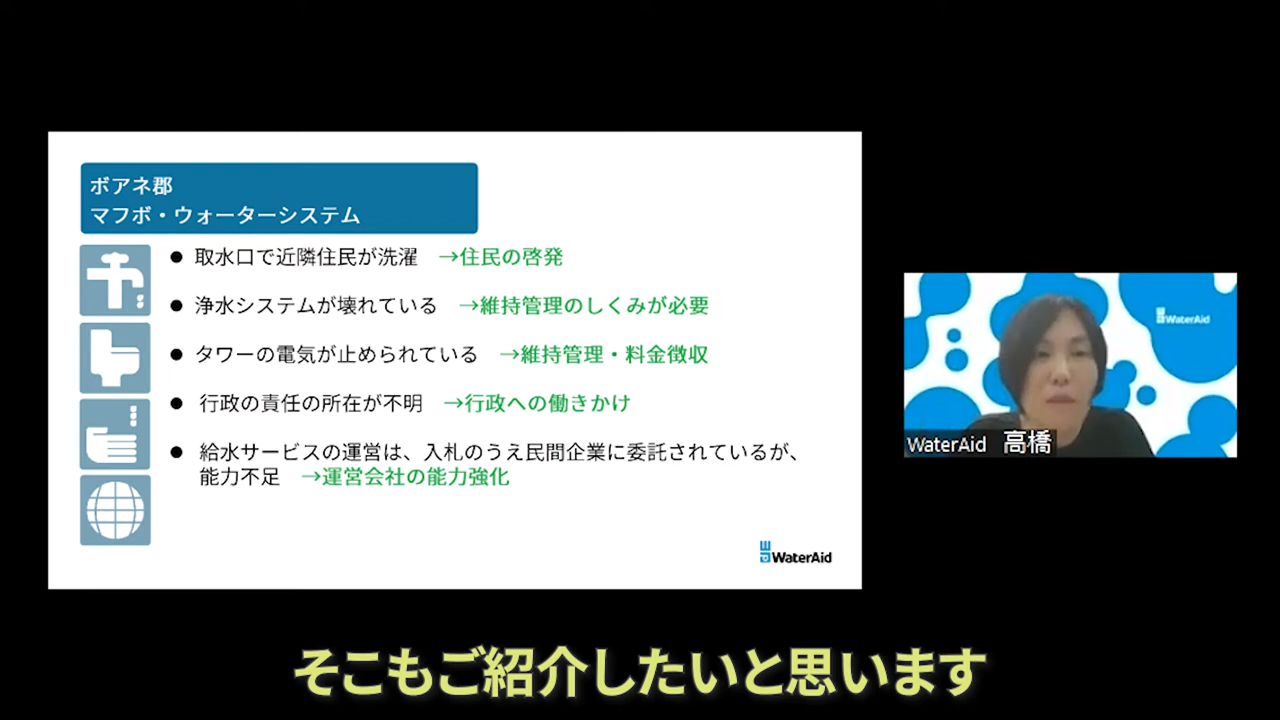 ボアネ郡
マフボ・ウォーターシステム
● 取水口で近隣住民が洗濯 →住民の啓発
● 浄水システムが壊れている →維持管理のしくみが必要
● タワーの電気が止められている →維持管理・料金徴収
● 行政の責任の所在が不明 →行政への働きかけ
● 給水サービスの運営は、入札のうえ民間企業に委託されているが、
能力不足 →運営会社の能力強化
WaterAid
WaterAid
WaterAid 高橋
そこもご紹介したいと思います